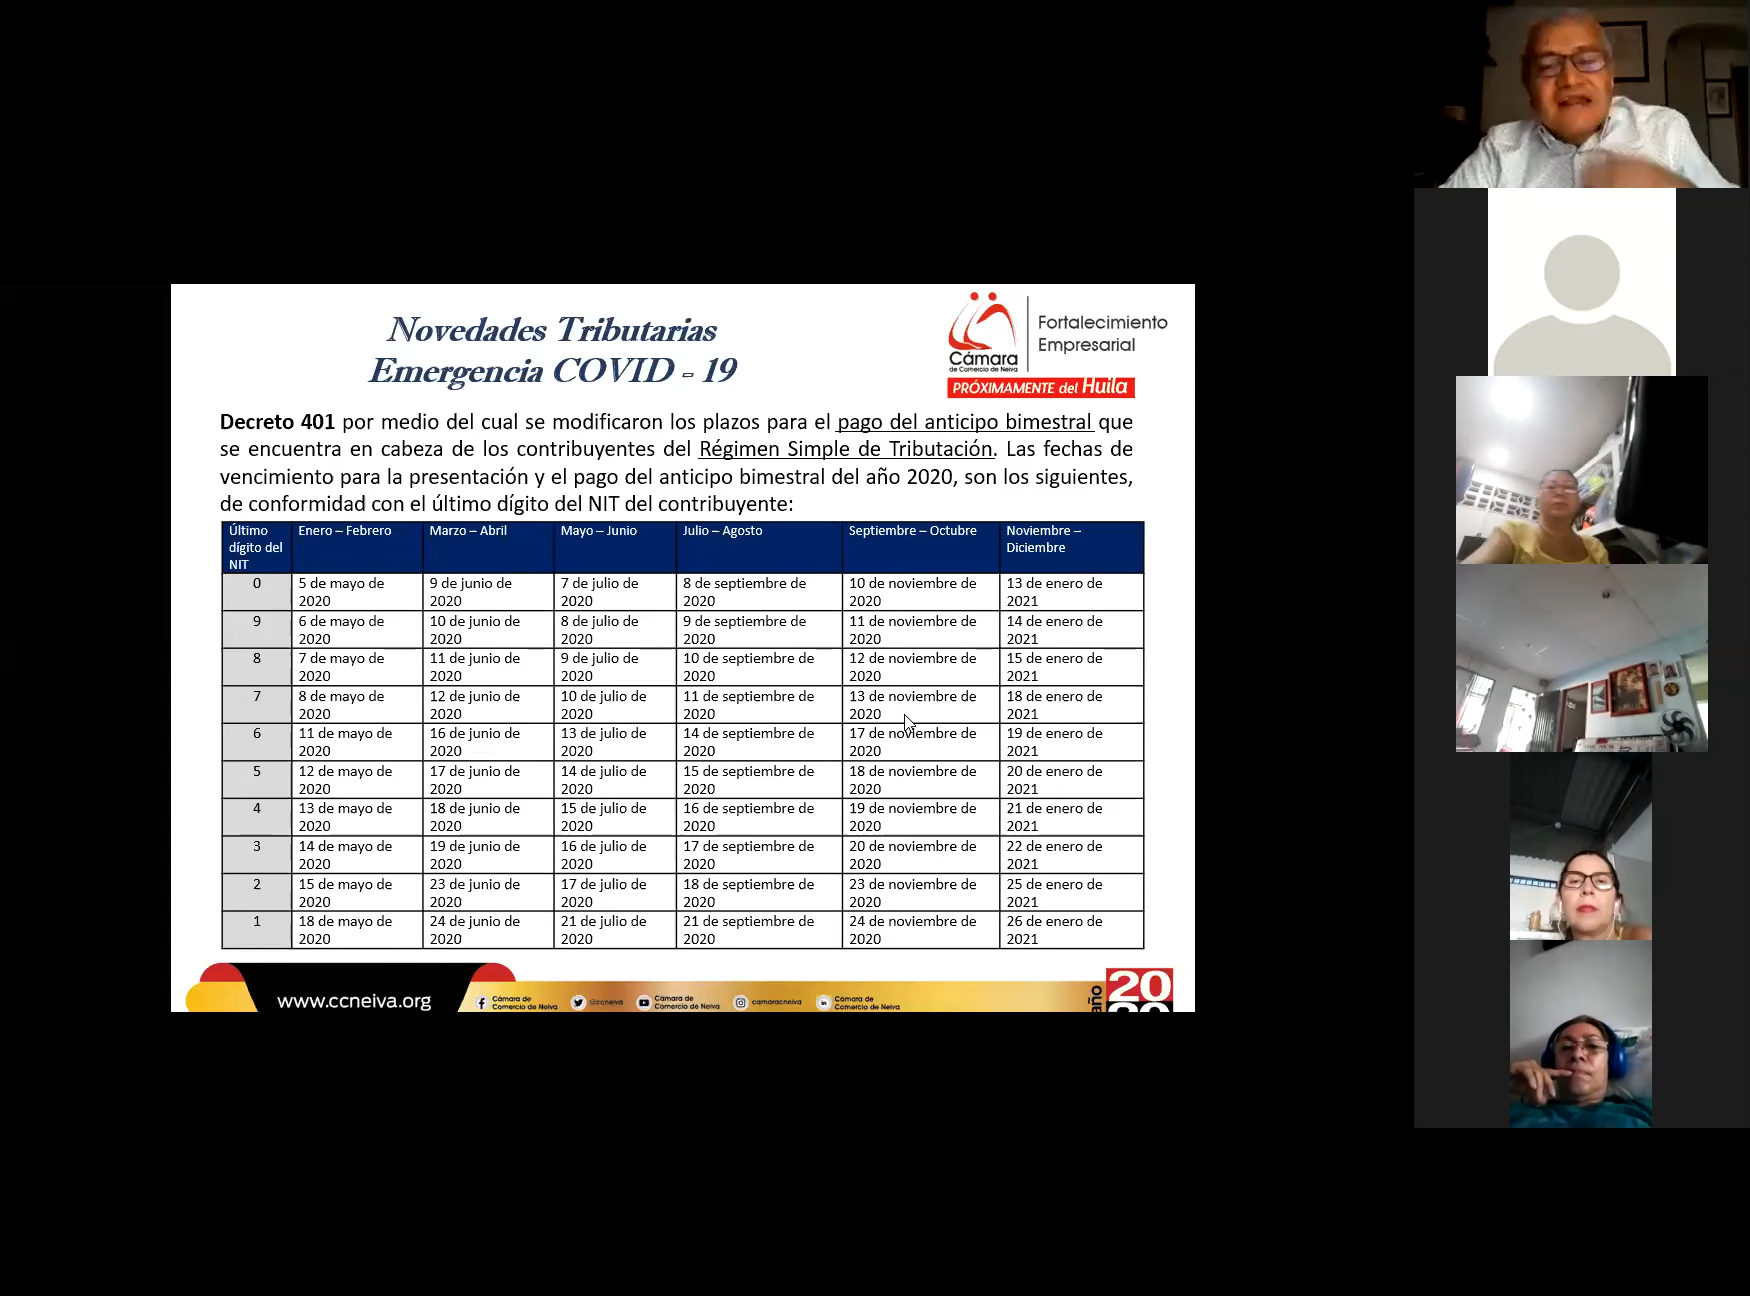 Novedades Tributarias
Emergencia COVID - 19
Cámara
de Comercio de Neiva
Fortalecimiento
Empresarial
PRÓXIMAMENTE del Huila
Decreto 401 por medio del cual se modificaron los plazos para el pago del anticipo bimestral que
se encuentra en cabeza de los contribuyentes del Régimen Simple de Tributación. Las fechas de
vencimiento para la presentación y el pago del anticipo bimestral del año 2020, son los siguientes,
de conformidad con el último dígito del NIT del contribuyente:
Último dígito del NIT Enero – Febrero Marzo – Abril Mayo – Junio Julio – Agosto Septiembre – Octubre Noviembre – Diciembre
0 5 de mayo de 2020 9 de junio de 2020 7 de julio de 2020 8 de septiembre de 2020 10 de noviembre de 2020 13 de enero de 2021
9 6 de mayo de 2020 10 de junio de 2020 8 de julio de 2020 9 de septiembre de 2020 11 de noviembre de 2020 14 de enero de 2021
8 7 de mayo de 2020 11 de junio de 2020 9 de julio de 2020 10 de septiembre de 2020 12 de noviembre de 2020 15 de enero de 2021
7 8 de mayo de 2020 12 de junio de 2020 10 de julio de 2020 11 de septiembre de 2020 13 de noviembre de 2020 18 de enero de 2021
6 11 de mayo de 2020 16 de junio de 2020 13 de julio de 2020 14 de septiembre de 2020 17 de noviembre de 2020 19 de enero de 2021
5 12 de mayo de 2020 17 de junio de 2020 14 de julio de 2020 15 de septiembre de 2020 18 de noviembre de 2020 20 de enero de 2021
4 13 de mayo de 2020 18 de junio de 2020 15 de julio de 2020 16 de septiembre de 2020 19 de noviembre de 2020 21 de enero de 2021
3 14 de mayo de 2020 19 de junio de 2020 16 de julio de 2020 17 de septiembre de 2020 20 de noviembre de 2020 22 de enero de 2021
2 15 de mayo de 2020 23 de junio de 2020 17 de julio de 2020 18 de septiembre de 2020 23 de noviembre de 2020 25 de enero de 2021
1 18 de mayo de 2020 24 de junio de 2020 21 de julio de 2020 21 de septiembre de 2020 24 de noviembre de 2020 26 de enero de 2021
www.ccneiva.org
Cámara de Comercio de Neiva
@ccneiva
Cámara de Comercio de Neiva
camaraccneiva
Cámara de Comercio de Neiva
año
20